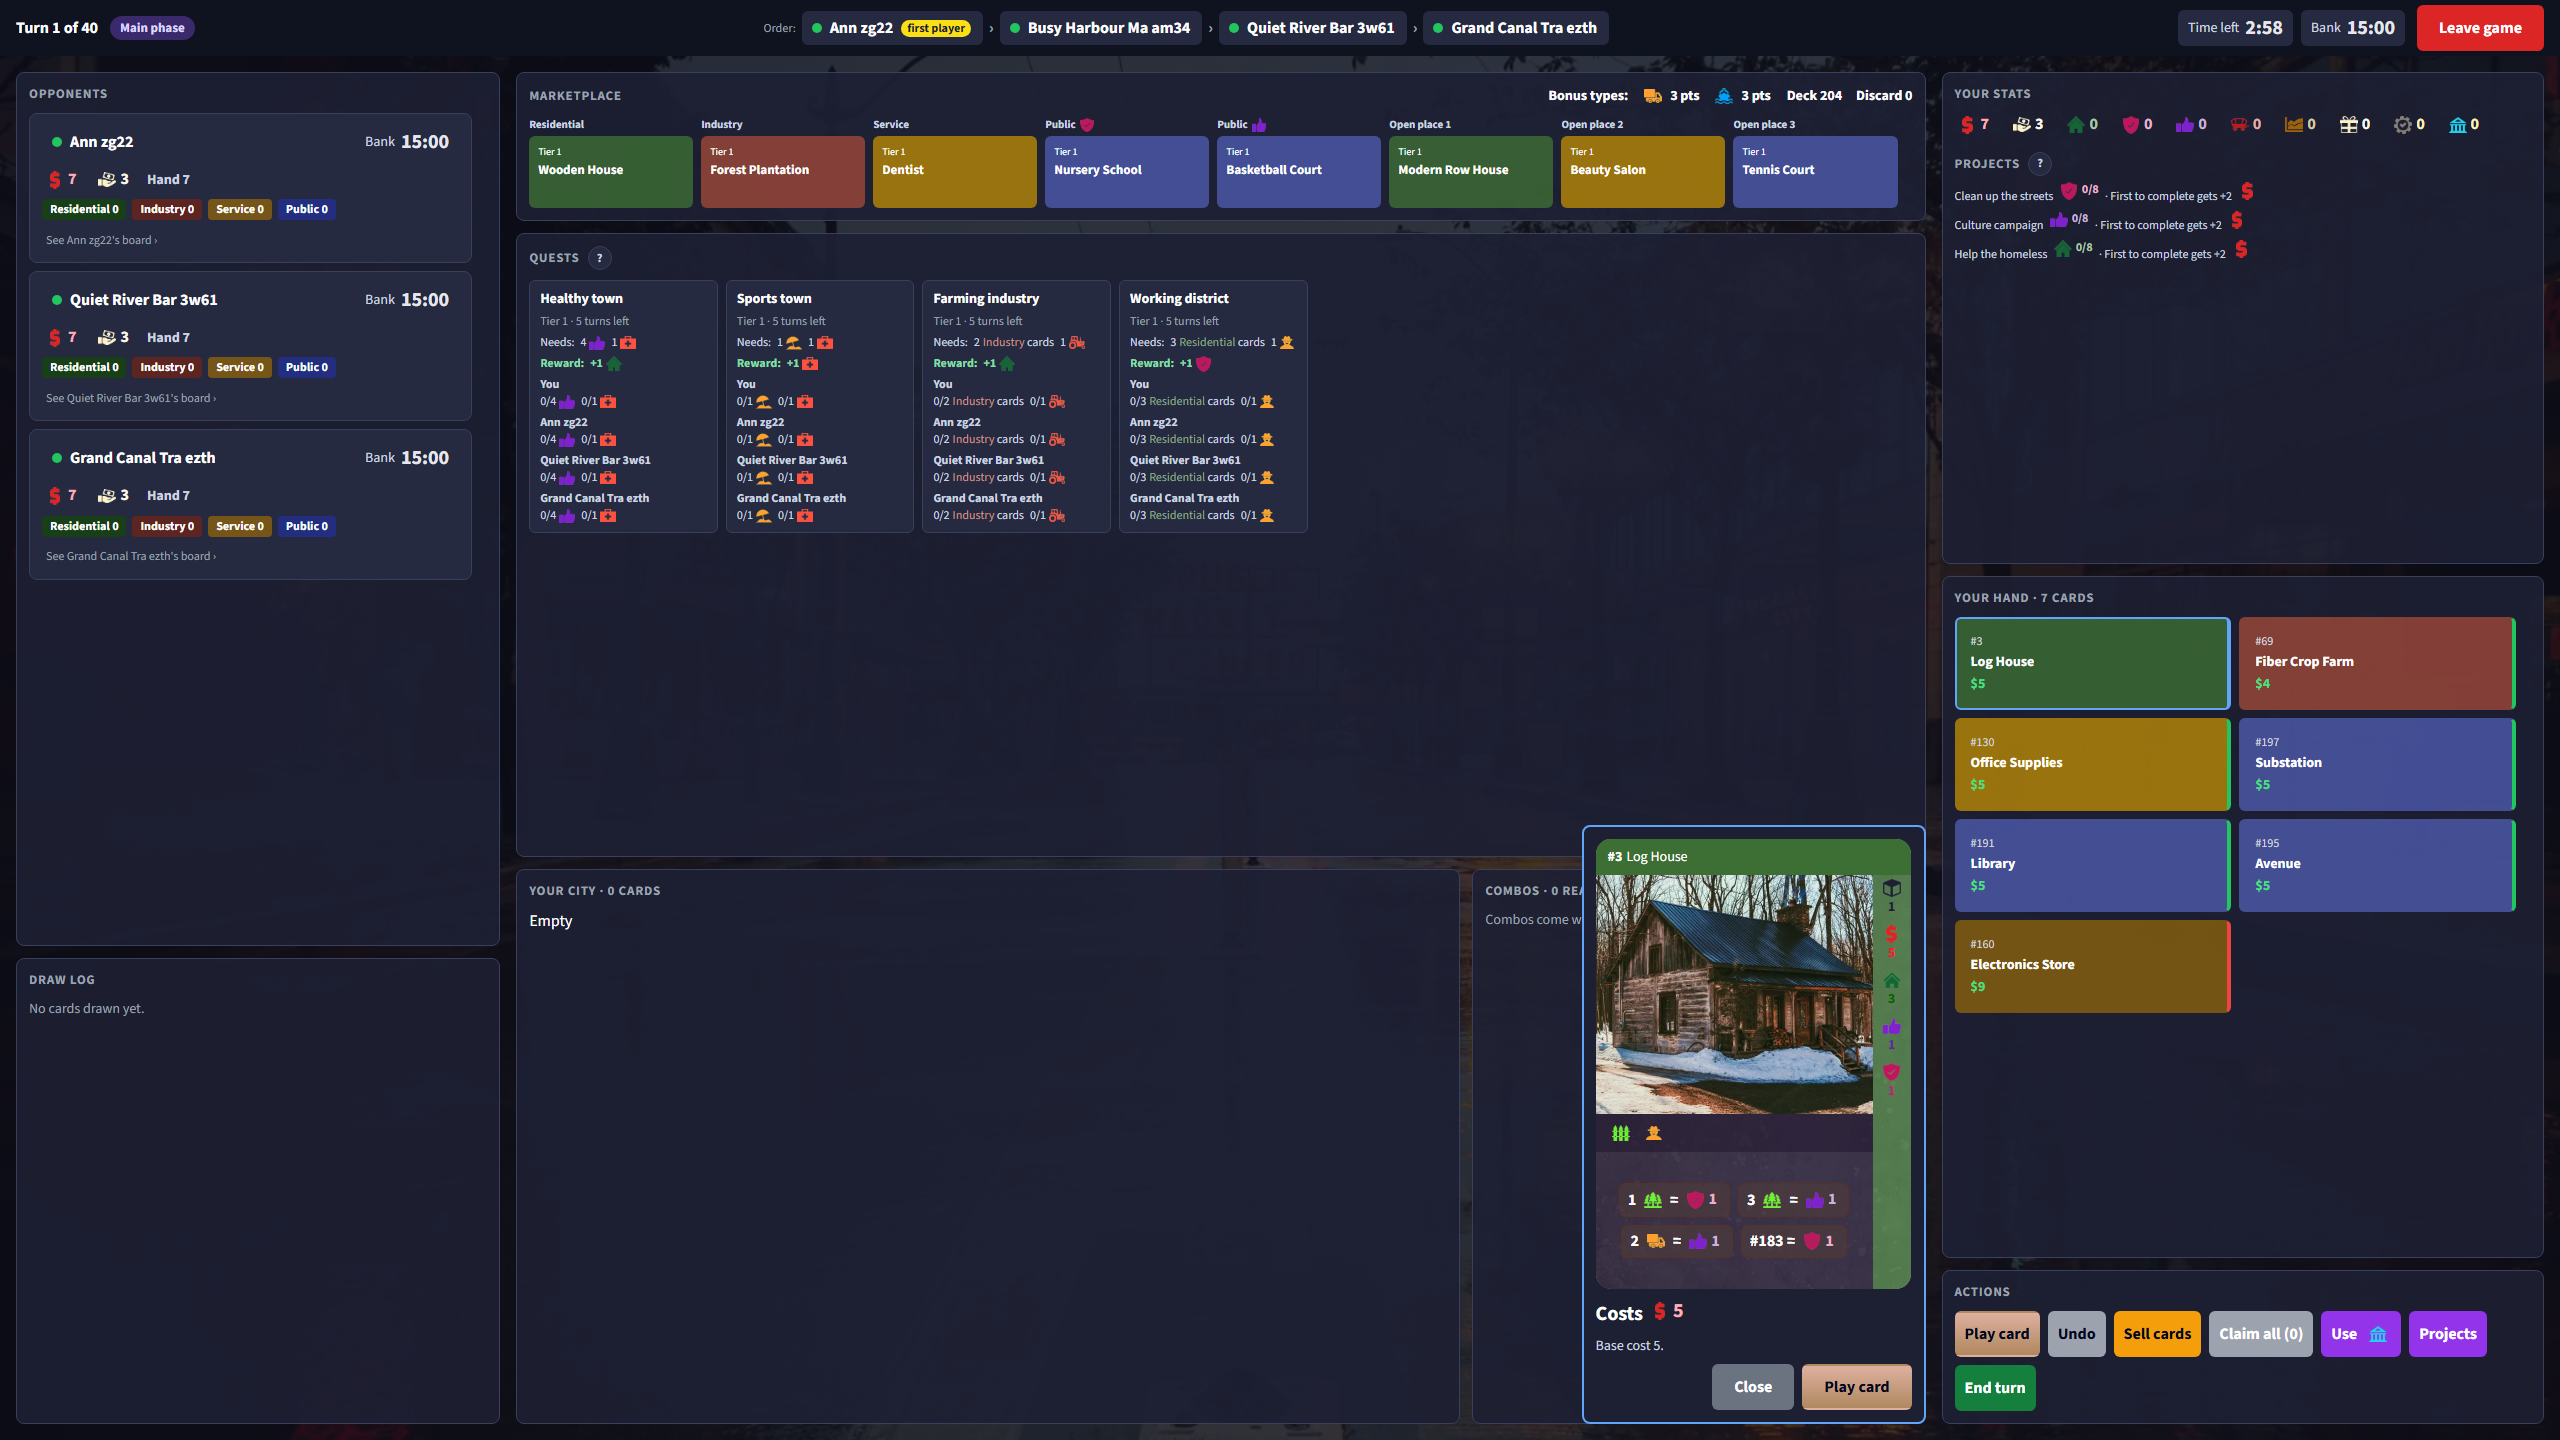 Turn 1 of 40 Main phase
Order: Ann zg22 first player › Busy Harbour Ma am34 › Quiet River Bar 3w61 › Grand Canal Tra ezth
Time left 2:58 Bank 15:00 Leave game
OPPONENTS
Ann zg22 Bank 15:00
7 3 Hand 7
Residential 0 Industry 0 Service 0 Public 0
See Ann zg22's board ›
Quiet River Bar 3w61 Bank 15:00
7 3 Hand 7
Residential 0 Industry 0 Service 0 Public 0
See Quiet River Bar 3w61's board ›
Grand Canal Tra ezth Bank 15:00
7 3 Hand 7
Residential 0 Industry 0 Service 0 Public 0
See Grand Canal Tra ezth's board ›
DRAW LOG
No cards drawn yet.
MARKETPLACE
Bonus types: 3 pts 3 pts Deck 204 Discard 0
Residential Industry Service Public Public Open place 1 Open place 2 Open place 3
Tier 1 Tier 1 Tier 1 Tier 1 Tier 1 Tier 1 Tier 1 Tier 1
Wooden House Forest Plantation Dentist Nursery School Basketball Court Modern Row House Beauty Salon Tennis Court
QUESTS ?
Healthy town
Tier 1 · 5 turns left
Needs: 4 1
Reward: +1
You
0/4 0/1
Ann zg22
0/4 0/1
Quiet River Bar 3w61
0/4 0/1
Grand Canal Tra ezth
0/4 0/1
Sports town
Tier 1 · 5 turns left
Needs: 1 1
Reward: +1
You
0/1 0/1
Ann zg22
0/1 0/1
Quiet River Bar 3w61
0/1 0/1
Grand Canal Tra ezth
0/1 0/1
Farming industry
Tier 1 · 5 turns left
Needs: 2 Industry cards 1
Reward: +1
You
0/2 Industry cards 0/1
Ann zg22
0/2 Industry cards 0/1
Quiet River Bar 3w61
0/2 Industry cards 0/1
Grand Canal Tra ezth
0/2 Industry cards 0/1
Working district
Tier 1 · 5 turns left
Needs: 3 Residential cards 1
Reward: +1
You
0/3 Residential cards 0/1
Ann zg22
0/3 Residential cards 0/1
Quiet River Bar 3w61
0/3 Residential cards 0/1
Grand Canal Tra ezth
0/3 Residential cards 0/1
YOUR CITY · 0 CARDS
Empty
COMBOS · 0 REA
Combos come w
#3 Log House
1
5
3
1
1
1 = 1 3 = 1
2 = 1 #183 = 1
Costs $ 5
Base cost 5.
Close Play card
YOUR STATS
$ 7 3 0 0 0 0 0 0 0 0
PROJECTS ?
Clean up the streets 0/8 · First to complete gets +2 $
Culture campaign 0/8 · First to complete gets +2 $
Help the homeless 0/8 · First to complete gets +2 $
YOUR HAND · 7 CARDS
#3
Log House
$5
#69
Fiber Crop Farm
$4
#130
Office Supplies
$5
#197
Substation
$5
#191
Library
$5
#195
Avenue
$5
#160
Electronics Store
$9
ACTIONS
Play card Undo Sell cards Claim all (0) Use Projects
End turn